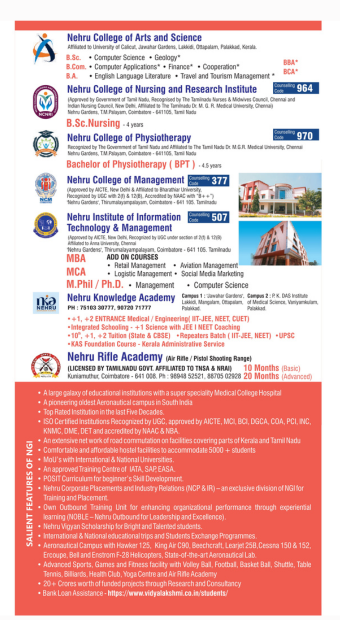 Nehru College of Arts and Science
Affiliated to University of Calicut, Jawahar Gardens, Lakkidi, Ottapalam, Palakkad, Kerala.
B.Sc. • Computer Science • Geology*
B.Com. • Computer Applications* • Finance* • Cooperation*
B.A. • English Language Literature • Travel and Tourism Management *
BBA*
BCA*
Nehru College of Nursing and Research Institute
Counselling Code 964
(Approved by Government of Tamil Nadu, Recognised by The Tamilnadu Nurses & Midwives Council, Chennai and
Indian Nursing Council, New Delhi, Affiliated to The Tamilnadu Dr. M. G. R. Medical University, Chennai)
Nehru Gardens, T.M.Palayam, Coimbatore - 641105, Tamil Nadu
B.Sc.Nursing - 4 years
Nehru College of Physiotherapy
Counselling Code 970
Recognised by The Government of Tamil Nadu and Affiliated to The Tamil Nadu Dr. M.G.R. Medical University, Chennai
Nehru Gardens, T.M.Palayam, Coimbatore - 641105, Tamil Nadu
Bachelor of Physiotherapy ( BPT ) - 4.5 years
Nehru College of Management
Counselling Code 377
(Approved by AICTE, New Delhi & Affiliated to Bharathiar University,
Recognized by UGC with 2(f) & 12(B), Accredited by NAAC with "B++")
'Nehru Gardens', Thirumalayampalayam, Coimbatore - 641 105. Tamilnadu
Nehru Institute of Information
Technology & Management
Counselling Code 507
(Approved by AICTE, New Delhi, Recognized by UGC under section of 2(f) & 12(B)
Affiliated to Anna University, Chennai
'Nehru Gardens', Thirumalayampalayam, Coimbatore - 641 105. Tamilnadu
MBA ADD ON COURSES
• Retail Management • Aviation Management
MCA • Logistic Management • Social Media Marketing
M.Phil / Ph.D. • Management • Computer Science
NEHRU
Nehru Knowledge Academy
PH : 75103 30777, 90720 71777
Campus 1 : 'Jawahar Gardens', Lakkidi, Mangalam, Ottapalam, Palakkad.
Campus 2 : P. K. DAS Institute of Medical Science, Vaniyamkulam, Palakkad.
•+1, +2 ENTRANCE Medical / Engineering( IIT-JEE, NEET, CUET)
•Integrated Schooling - +1 Science with JEE I NEET Coaching
•10th, +1, +2 Tuition (State & CBSE) •Repeaters Batch ( IIT-JEE, NEET) •UPSC
•KAS Foundation Course - Kerala Administrative Service
Nehru Rifle Academy (Air Rifle / Pistol Shooting Range)
(LICENSED BY TAMILNADU GOVT. AFFILIATED TO TNSA & NRAI) 10 Months (Basic)
Kuniamuthur, Coimbatore - 641 008. Ph : 98948 52521, 88705 02928 20 Months (Advanced)
SALIENT FEATURES OF NGI
• A large galaxy of educational institutions with a super speciality Medical College Hospital
• A pioneering oldest Aeronautical campus in South India
• Top Rated Institution in the last Five Decades.
• ISO Certified Institutions Recognized by UGC, approved by AICTE, MCI, BCI, DGCA, COA, PCI, INC,
KNMC, DME, DET and accredited by NAAC & NBA.
• An extensive net work of road commutation on facilities covering parts of Kerala and Tamil Nadu
• Comfortable and affordable hostel facilities to accommodate 5000 + students
• MoU's with International & National Universities.
• An approved Training Centre of IATA, SAP, EASA.
• POSIT Curriculum for beginner's Skill Development.
• Nehru Corporate Placements and Industry Relations (NCP & IR) – an exclusive division of NGI for
Training and Placement.
• Own Outbound Training Unit for enhancing organizational performance through experiential
learning (NOBLE – Nehru Outbound for Leadership and Excellence).
• Nehru Vigyan Scholarship for Bright and Talented students.
• International & National educational trips and Students Exchange Programmes.
• Aeronautical Campus with Hawker 125, King Air C90, Beechcraft, Learjet 25B, Cessna 150 & 152,
Ercoupe, Bell and Enstrom F-28 Helicopters, State-of-the-art Aeronautical Lab.
• Advanced Sports, Games and Fitness facility with Volley Ball, Football, Basket Ball, Shuttle, Table
Tennis, Billiards, Health Club, Yoga Centre and Air Rifle Academy
• 20+ Crores worth of funded projects through Research and Consultancy
• Bank Loan Assistance - https://www.vidyalakshmi.co.in/students/